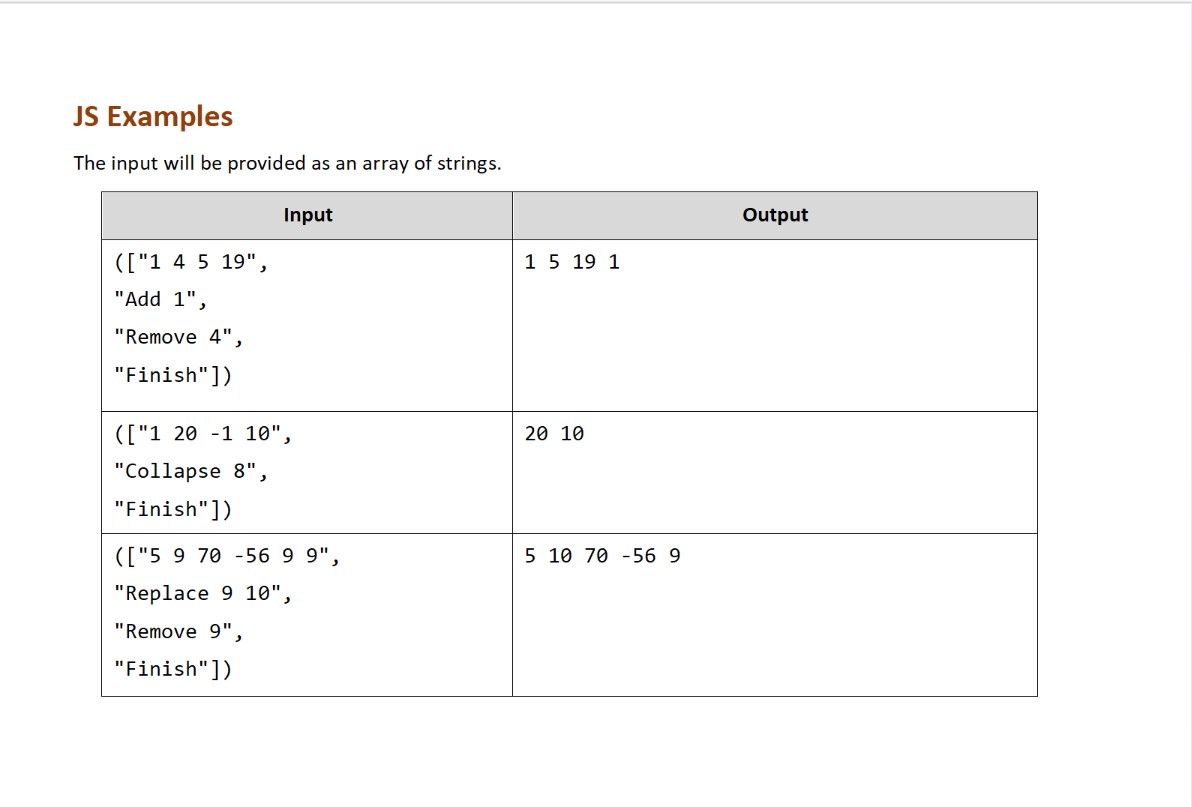 JS Examples
The input will be provided as an array of strings.
Input Output
(["1 4 5 19", 1 5 19 1
"Add 1",
"Remove 4",
"Finish"])
(["1 20 -1 10", 20 10
"Collapse 8",
"Finish"])
(["5 9 70 -56 9 9", 5 10 70 -56 9
"Replace 9 10",
"Remove 9",
"Finish"])